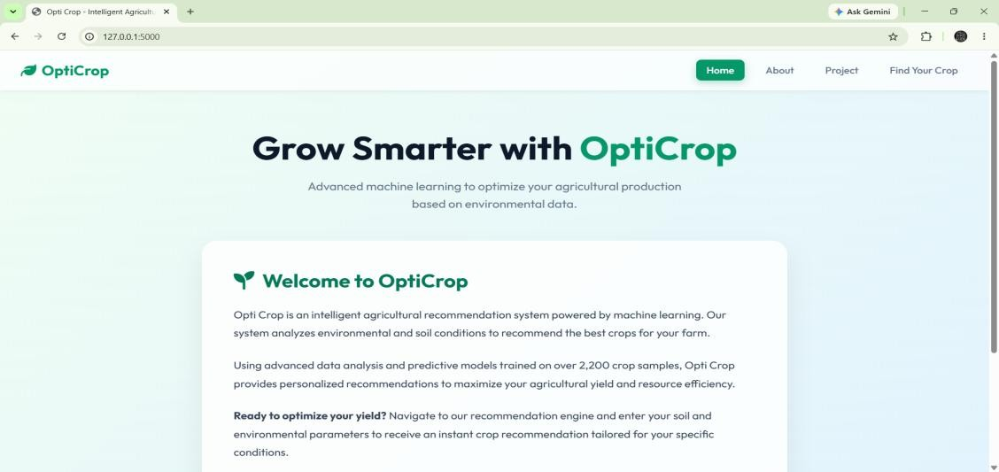 Opti Crop - Intelligent Agricultu
Ask Gemini
127.0.0.1:5000
OptiCrop
Home
About
Project
Find Your Crop
Grow Smarter with OptiCrop
Advanced machine learning to optimize your agricultural production
based on environmental data.
Welcome to OptiCrop
Opti Crop is an intelligent agricultural recommendation system powered by machine learning. Our
system analyzes environmental and soil conditions to recommend the best crops for your farm.
Using advanced data analysis and predictive models trained on over 2,200 crop samples, Opti Crop
provides personalized recommendations to maximize your agricultural yield and resource efficiency.
Ready to optimize your yield? Navigate to our recommendation engine and enter your soil and
environmental parameters to receive an instant crop recommendation tailored for your specific
conditions.